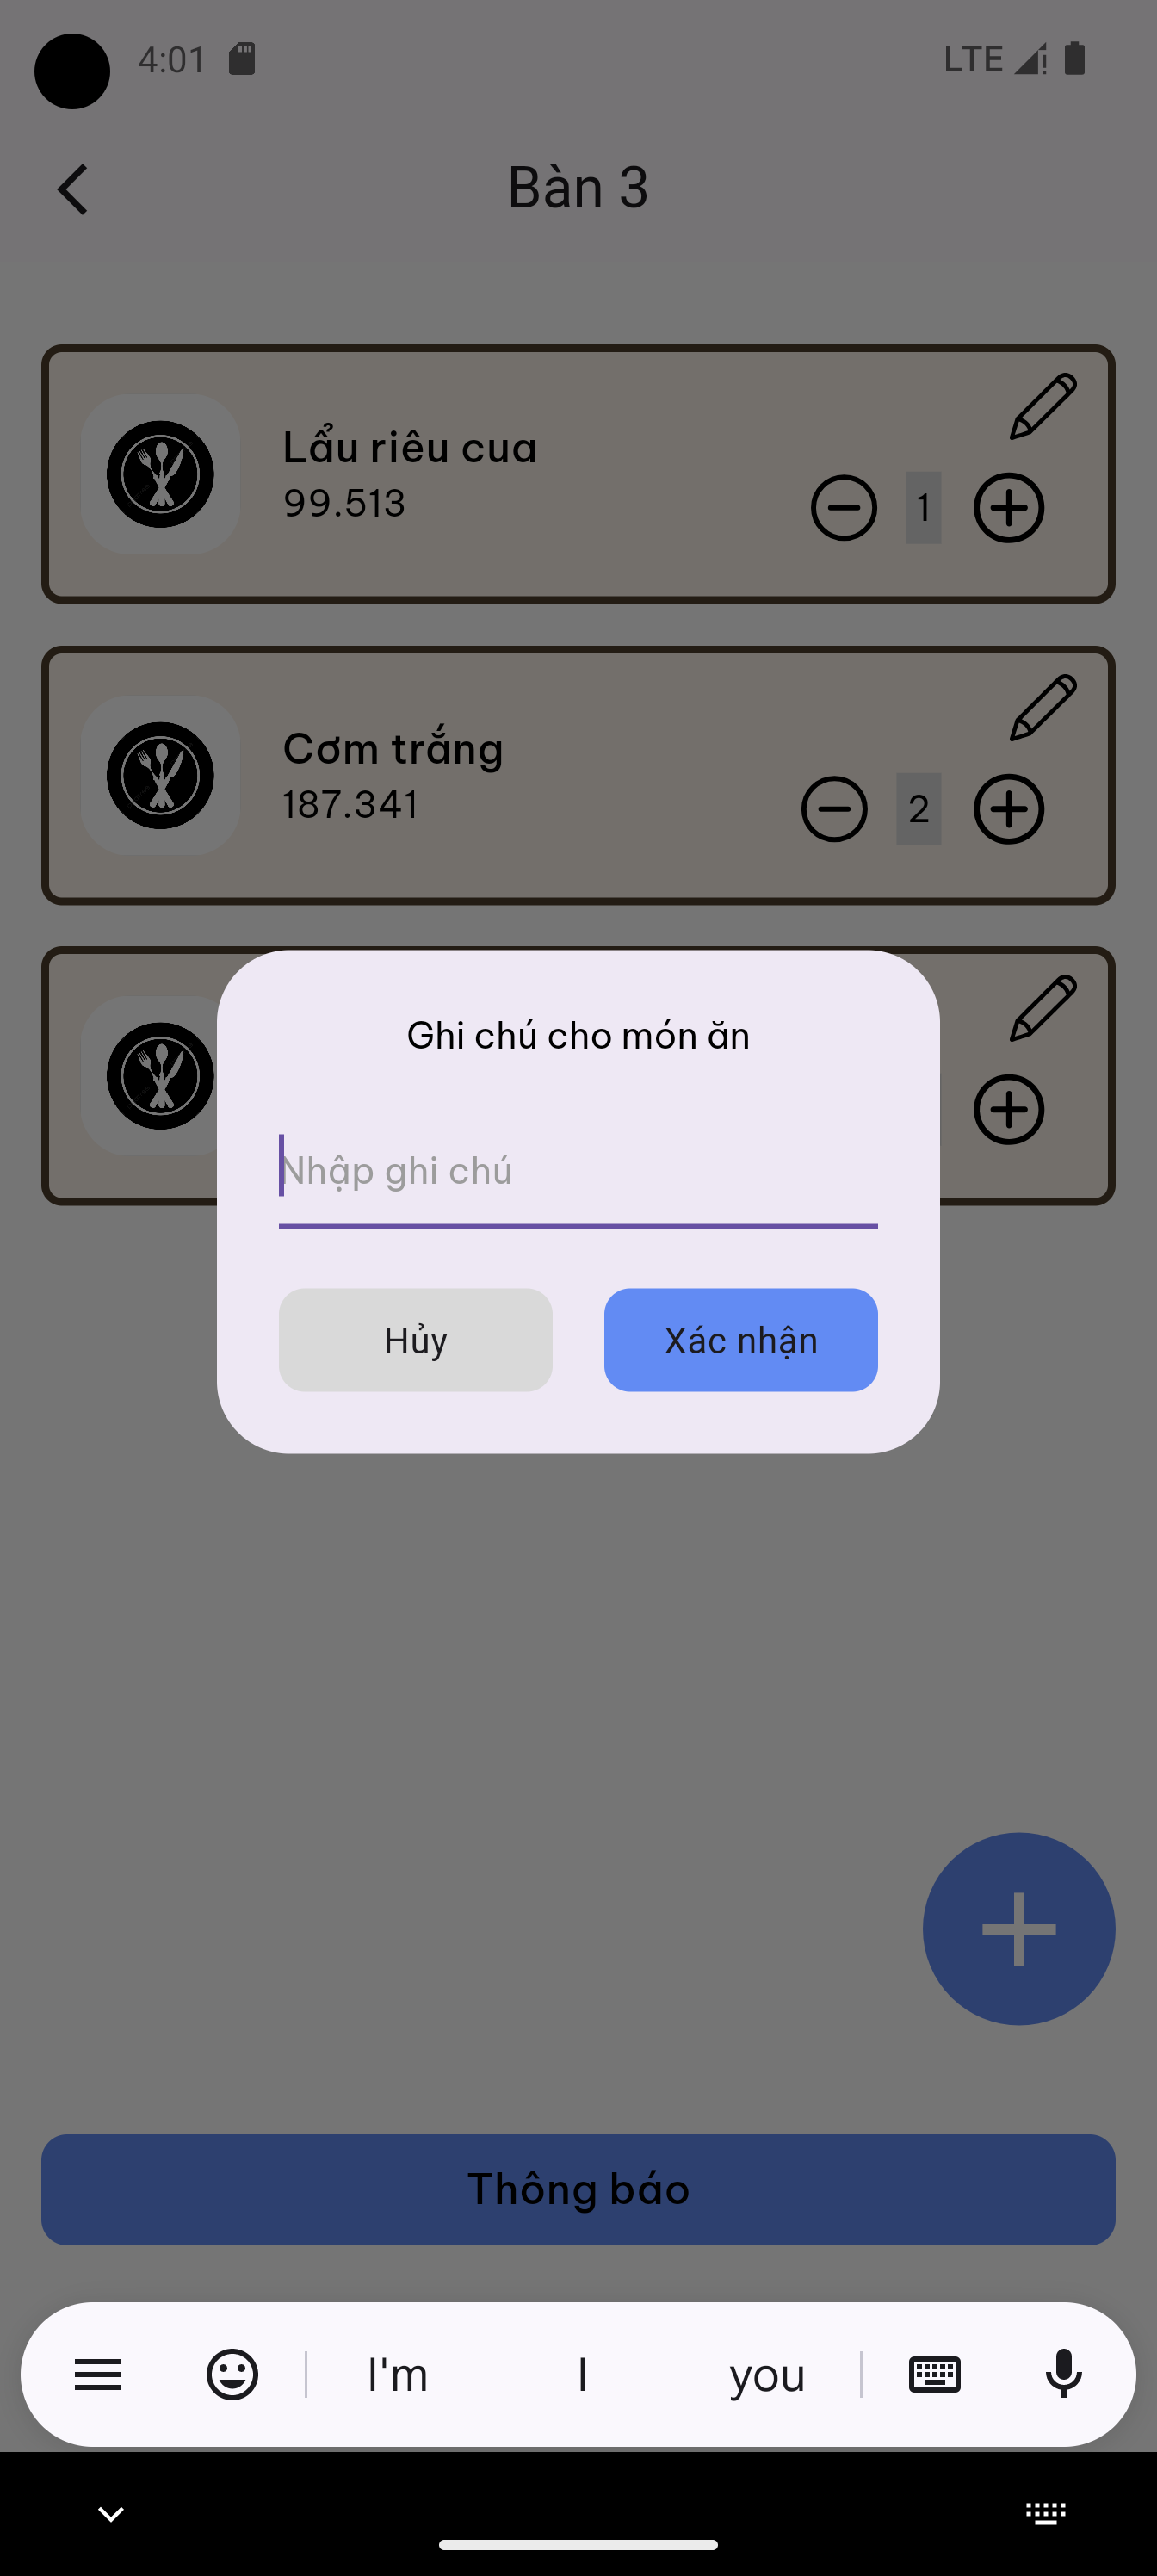 4:01 LTE
Bàn 3
Lẩu riêu cua
99.513
1
Cơm trắng
187.341
2
Ghi chú cho món ăn
Nhập ghi chú
Hủy Xác nhận
Thông báo
I'm I you